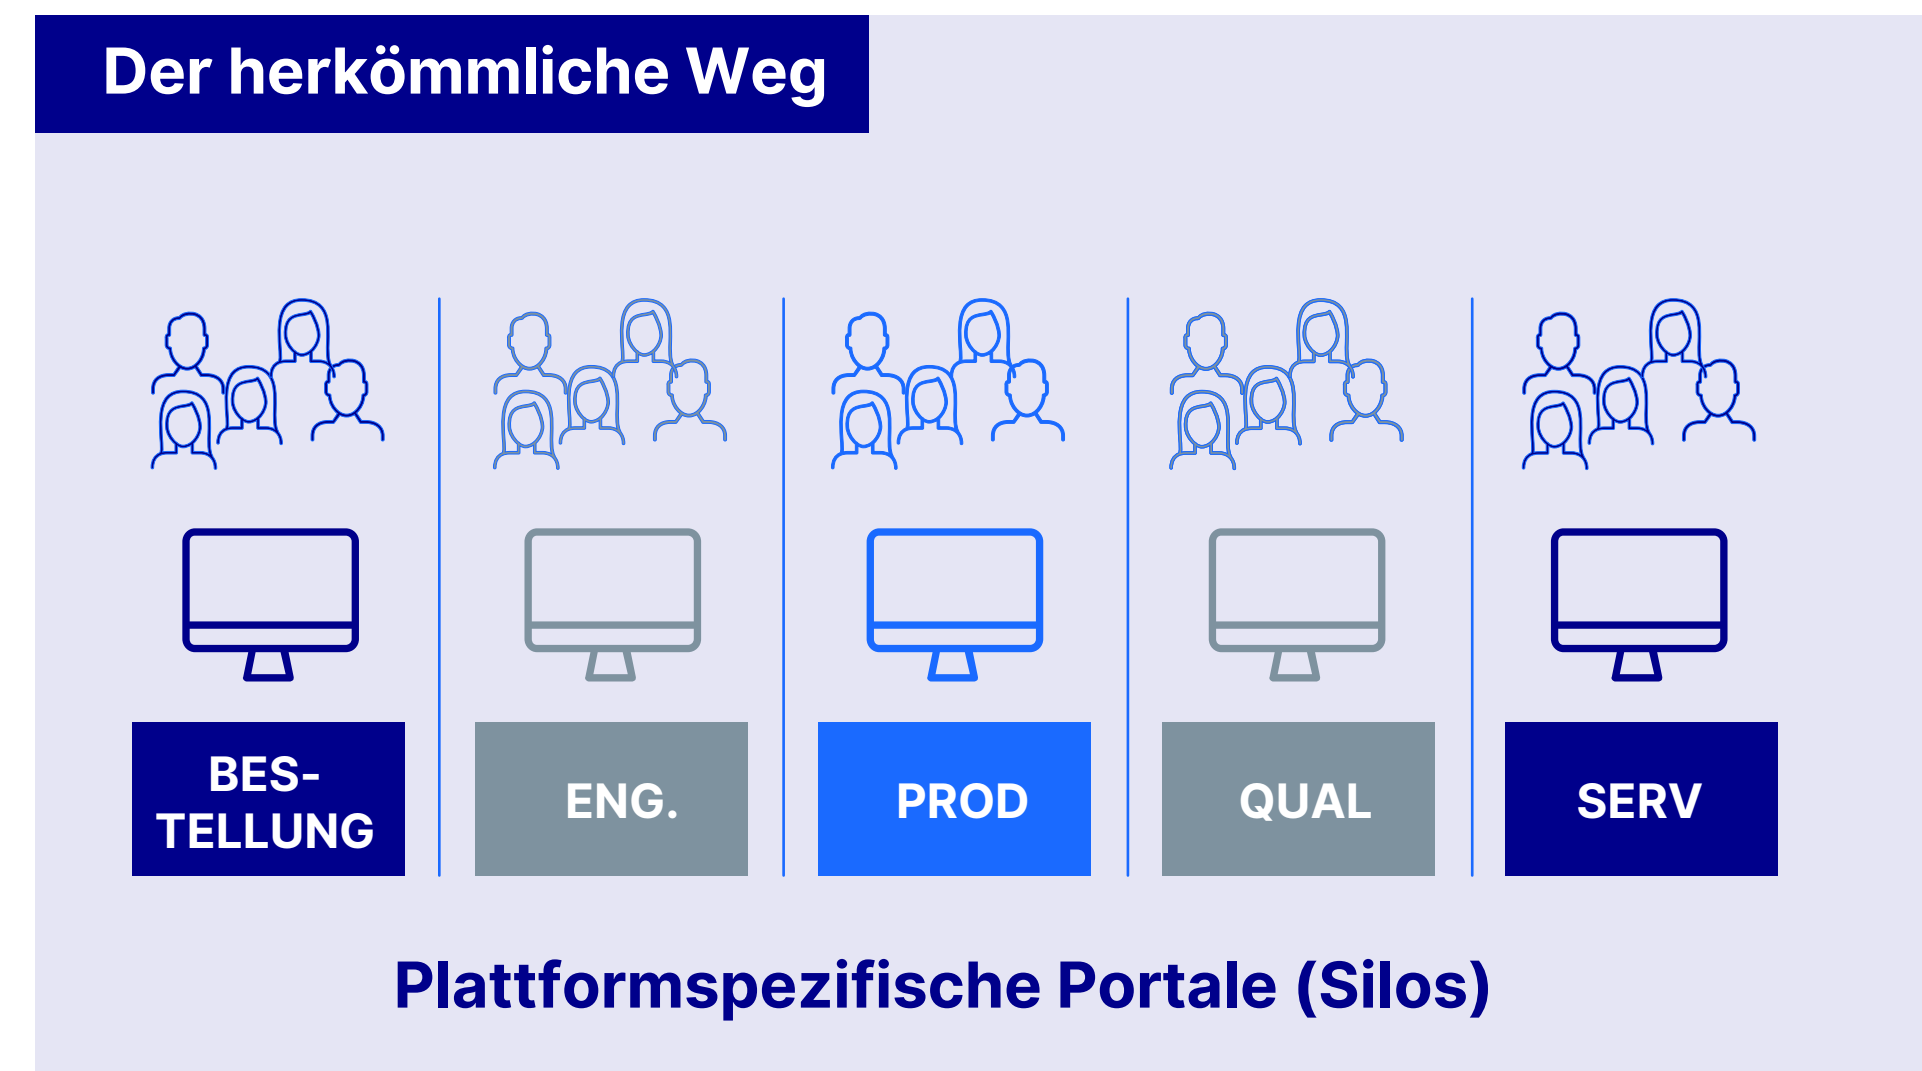 Der herkömmliche Weg
BES-
TELLUNG
ENG.
PROD
QUAL
SERV
Plattformspezifische Portale (Silos)